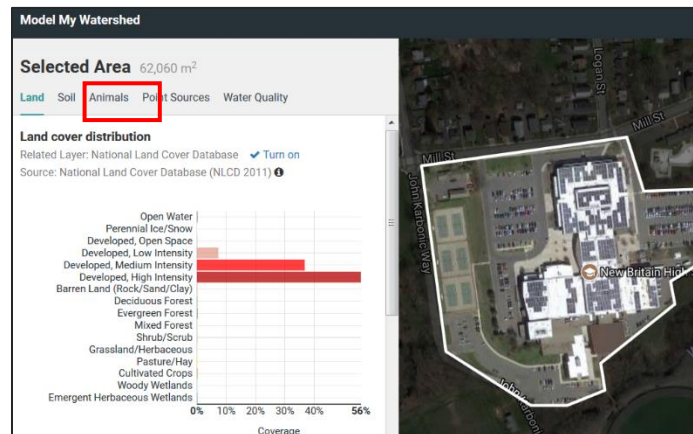 Model My Watershed
Selected Area 62,060 m²
Land Soil Animals Point Sources Water Quality
Land cover distribution
Related Layer: National Land Cover Database ✔ Turn on
Source: National Land Cover Database (NLCD 2011)
Open Water
Perennial Ice/Snow
Developed, Open Space
Developed, Low Intensity
Developed, Medium Intensity
Developed, High Intensity
Barren Land (Rock/Sand/Clay)
Deciduous Forest
Evergreen Forest
Mixed Forest
Shrub/Scrub
Grassland/Herbaceous
Pasture/Hay
Cultivated Crops
Woody Wetlands
Emergent Herbaceous Wetlands
0% 10% 20% 30% 40% 56%
Coverage
Logan St
Mill St
Mill St
John Karbonic Way
New Britain High
John Karbonic